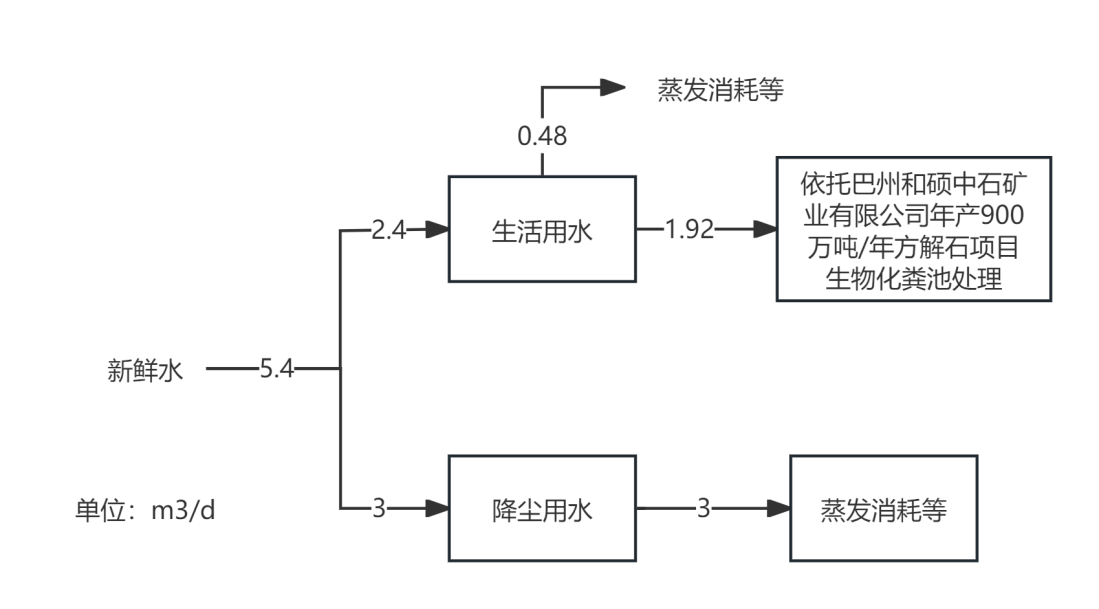 蒸发消耗等
0.48
依托巴州和硕中石矿
业有限公司年产900
万吨/年方解石项目
生物化粪池处理
2.4
生活用水
1.92
新鲜水
5.4
单位：m3/d
3
降尘用水
3
蒸发消耗等